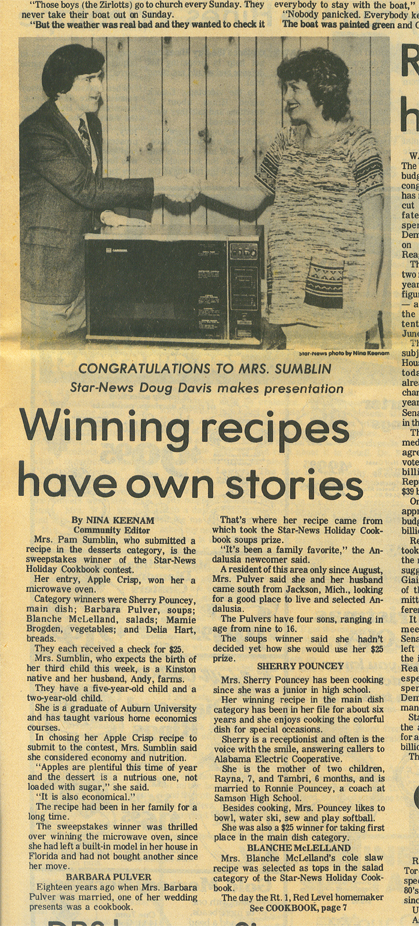 "Those boys (the Zirlotts) go to church every Sunday. They
never take their boat out on Sunday.
"But the weather was real bad and they wanted to check it
everybody to stay with the boat,"
"Nobody panicked. Everybody
The boat was painted green and
Star-News photo by Nina Keenam
CONGRATULATIONS TO MRS. SUMBLIN
Star-News Doug Davis makes presentation
Winning recipes
have own stories
By NINA KEENAM
Community Editor
Mrs. Pam Sumblin, who submitted a
recipe in the desserts category, is the
sweepstakes winner of the Star-News
Holiday Cookbook contest.
Her entry, Apple Crisp, won her a
microwave oven.
Category winners were Sherry Pouncey,
main dish; Barbara Pulver, soups;
Blanche McLelland, salads; Mamie
Brogden, vegetables; and Delia Hart,
breads.
They each received a check for $25.
Mrs. Sumblin, who expects the birth of
her third child this week, is a Kinston
native and her husband, Andy, farms.
They have a five-year-old child and a
two-year-old child.
She is a graduate of Auburn University
and has taught various home economics
courses.
In chosing her Apple Crisp recipe to
submit to the contest, Mrs. Sumblin said
she considered economy and nutrition.
"Apples are plentiful this time of year
and the dessert is a nutritious one, not
loaded with sugar," she said.
"It is also economical."
The recipe had been in her family for a
long time.
The sweepstakes winner was thrilled
over winning the microwave oven, since
she had left a built-in model in her house in
Florida and had not bought another since
her move.
BARBARA PULVER
Eighteen years ago when Mrs. Barbara
Pulver was married, one of her wedding
presents was a cookbook.
That's where her recipe came from
which took the Star-News Holiday Cook-
book soups prize.
"It's been a family favorite," the An-
dalusia newcomer said.
A resident of this area only since August,
Mrs. Pulver said she and her husband
came south from Jackson, Mich., looking
for a good place to live and selected An-
dalusia.
The Pulvers have four sons, ranging in
age from nine to 16.
The soups winner said she hadn't
decided yet how she would use her $25
prize.
SHERRY POUNCEY
Mrs. Sherry Pouncey has been cooking
since she was a junior in high school.
Her winning recipe in the main dish
category has been in her file for about six
years and she enjoys cooking the colorful
dish for special occasions.
Sherry is a receptionist and often is the
voice with the smile, answering callers to
Alabama Electric Cooperative.
She is the mother of two children,
Rayna, 7, and Tambri, 6 months, and is
married to Ronnie Pouncey, a coach at
Samson High School.
Besides cooking, Mrs. Pouncey likes to
bowl, water ski, sew and play softball.
She was also a $25 winner for taking first
place in the main dish category.
BLANCHE McLELLAND
Mrs. Blanche McLelland's cole slaw
recipe was selected as tops in the salad
category of the Star-News Holiday Cook-
book.
The day the Rt. 1, Red Level homemaker
See COOKBOOK, page 7